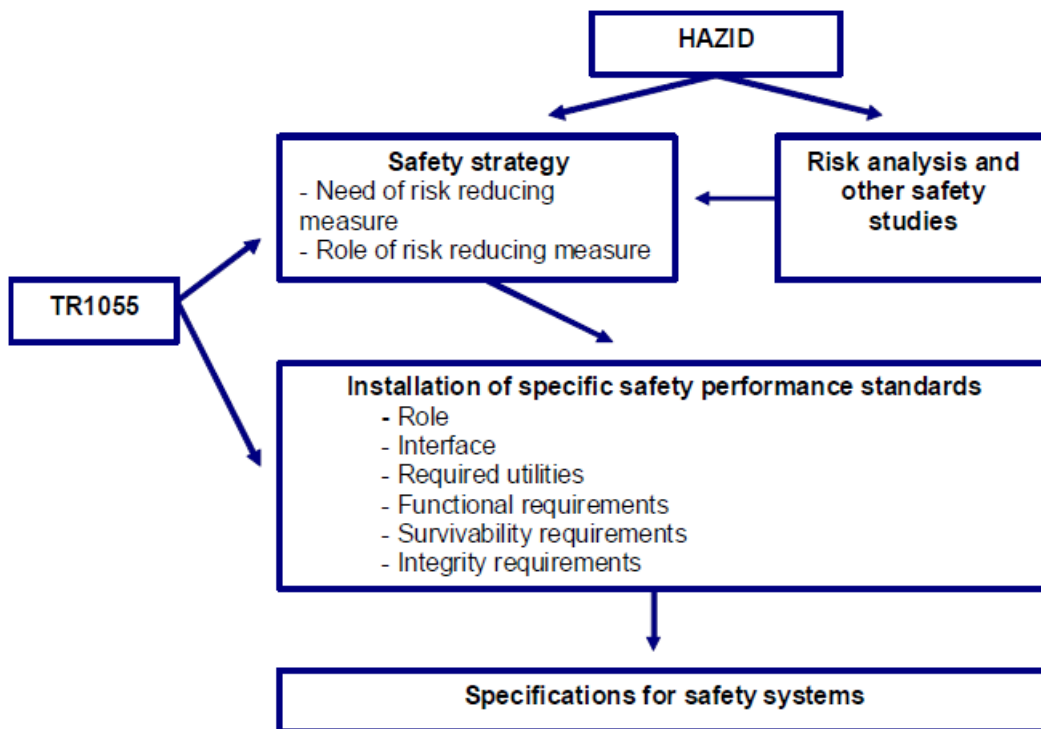 HAZID
Safety strategy
- Need of risk reducing
measure
- Role of risk reducing measure
Risk analysis and
other safety
studies
TR1055
Installation of specific safety performance standards
- Role
- Interface
- Required utilities
- Functional requirements
- Survivability requirements
- Integrity requirements
Specifications for safety systems